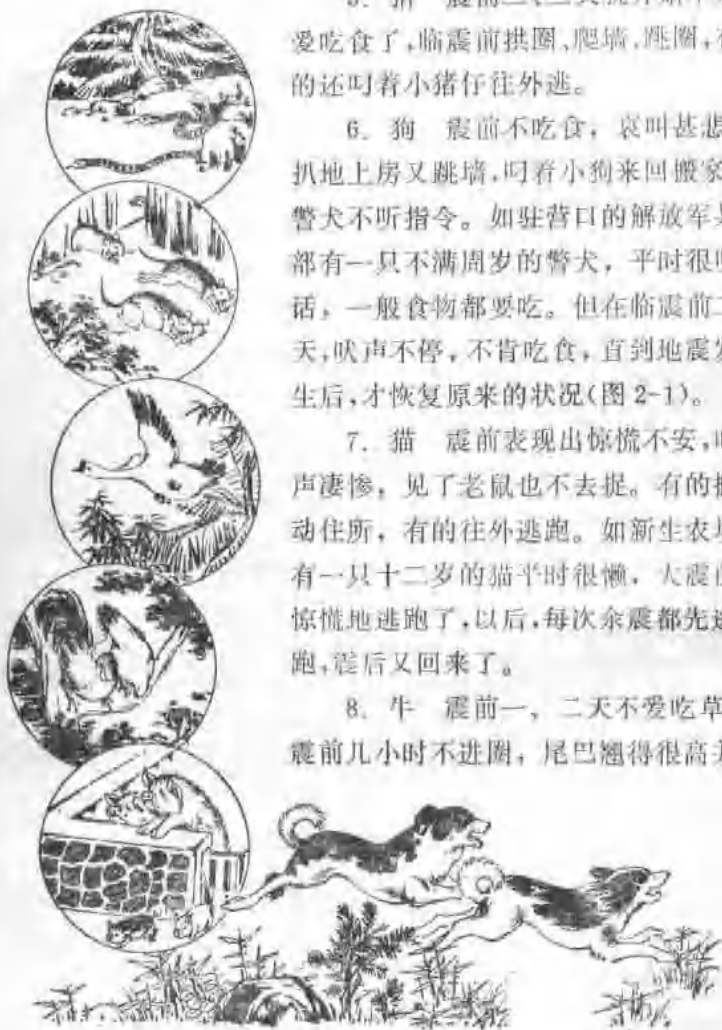 爱吃食了，临震前拱圈、爬墙、跳圈，有
的还叼着小猪仔往外逃。
6. 狗 震前不吃食，哀叫甚悲
扒地上房又跳墙，叼着小狗来回搬家
警犬不听指令。如驻营口的解放军某
部有一只不满周岁的警犬，平时很听
话，一般食物都要吃。但在临震前
天，吠声不停，不肯吃食，直到地震发
生后，才恢复原来的状况（图 2-1）。
7. 猫 震前表现出惊慌不安，叫
声凄惨，见了老鼠也不去捉。有的搬
动住所，有的往外逃跑。如新生农场
有一只十二岁的猫平时很懒，大震前
惊慌地逃跑了，以后，每次余震都先逃
跑，震后又回来了。
8. 牛 震前一、二天不爱吃草
震前几小时不进圈，尾巴翘得很高